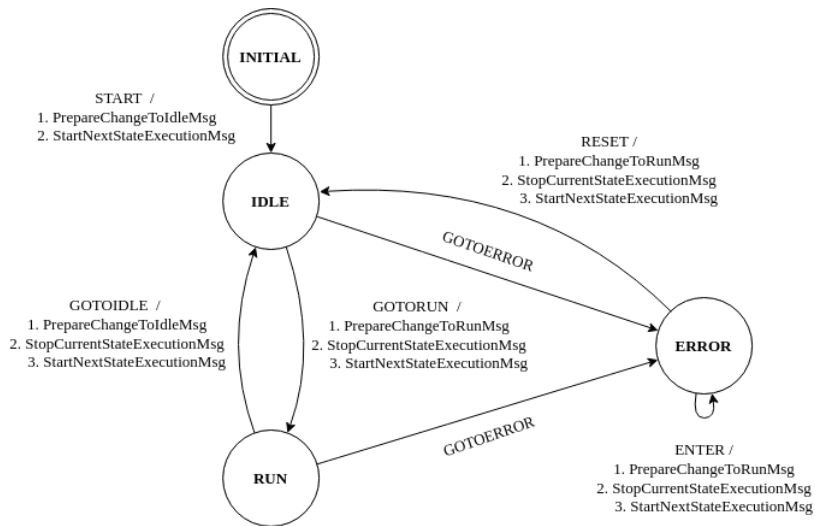 INITIAL
START /
1. PrepareChangeToIdleMsg
2. StartNextStateExecutionMsg
RESET /
1. PrepareChangeToRunMsg
2. StopCurrentStateExecutionMsg
3. StartNextStateExecutionMsg
IDLE
GOTOERROR
GOTOIDLE /
1. PrepareChangeToIdleMsg
2. StopCurrentStateExecutionMsg
3. StartNextStateExecutionMsg
GOTORUN /
1. PrepareChangeToRunMsg
2. StopCurrentStateExecutionMsg
3. StartNextStateExecutionMsg
ERROR
GOTOERROR
RUN
ENTER /
1. PrepareChangeToRunMsg
2. StopCurrentStateExecutionMsg
3. StartNextStateExecutionMsg